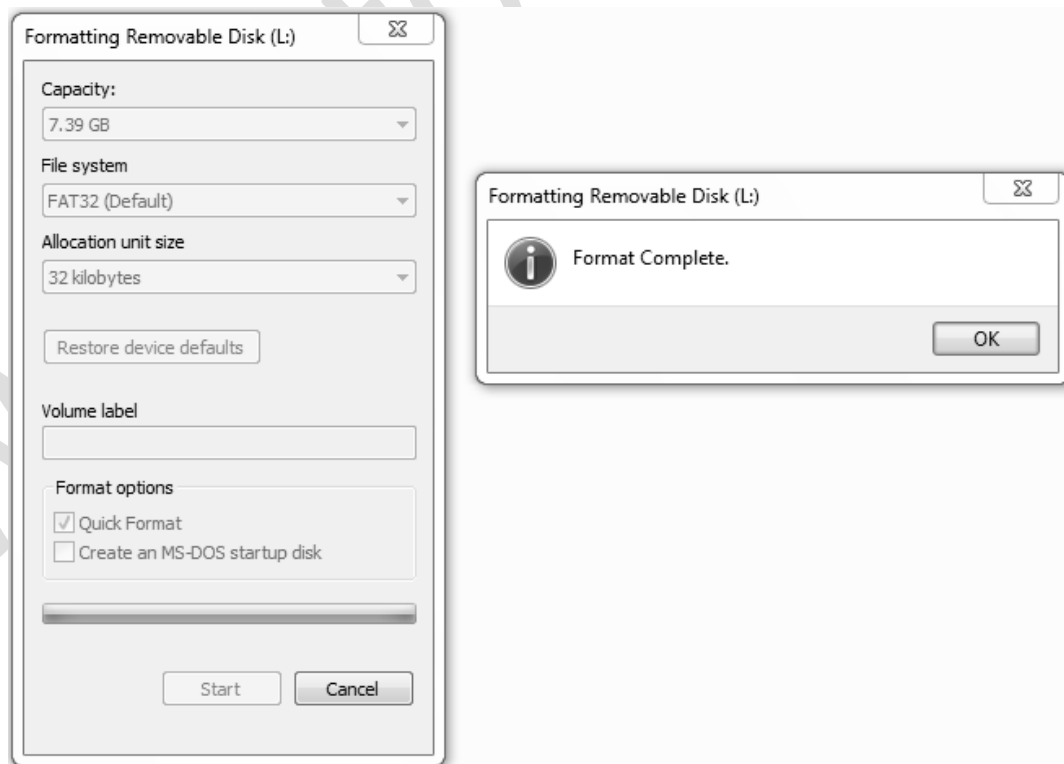 Formatting Removable Disk (L:)
Capacity:
7.39 GB
File system
FAT32 (Default)
Allocation unit size
32 kilobytes
Restore device defaults
Volume label
Format options
Quick Format
Create an MS-DOS startup disk
Start
Cancel
Formatting Removable Disk (L:)
Format Complete.
OK